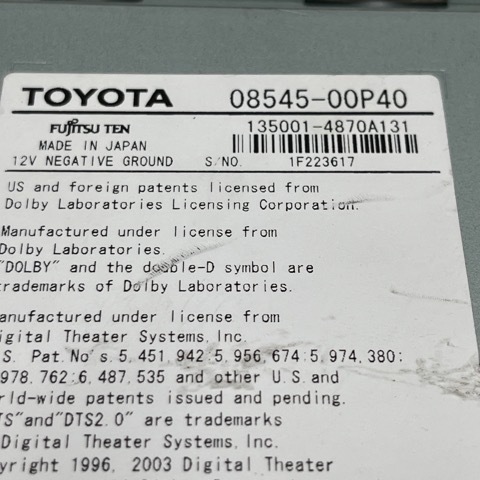 TOYOTA 08545-00P40
FUJITSU TEN 135001-4870A131
MADE IN JAPAN
12V NEGATIVE GROUND S/NO. 1F223617
US and foreign patents licensed from
Dolby Laboratories Licensing Corporation.
Manufactured under license from
Dolby Laboratories.
"DOLBY" and the double-D symbol are
trademarks of Dolby Laboratories.
anufactured under license from
igital Theater Systems, Inc.
S. Pat.No's 5,451,942;5,956,674;5,974,380;
978,762;6,487,535 and other U.S.and
rld-wide patents issued and pending.
TS"and"DTS2.0" are trademarks
Digital Theater Systems,Inc.
yright 1996, 2003 Digital Theater